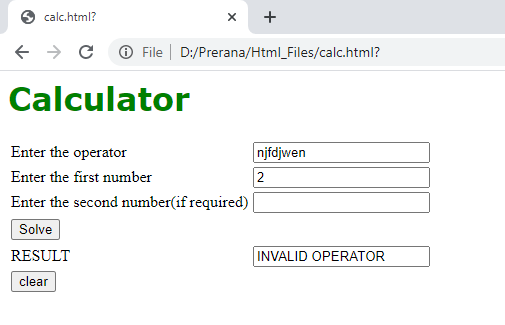 calc.html?
File D:/Prerana/Html_Files/calc.html?
Calculator
Enter the operator njfdjwen
Enter the first number 2
Enter the second number(if required)
Solve
RESULT INVALID OPERATOR
clear